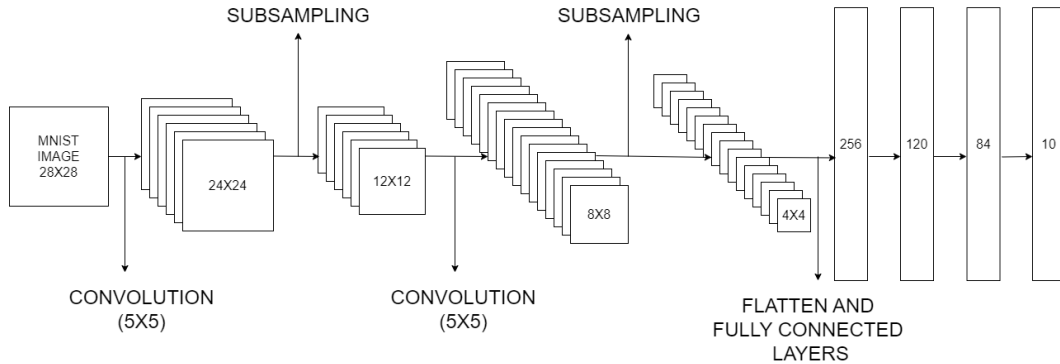 SUBSAMPLING
SUBSAMPLING
MNIST
IMAGE
28X28
24X24
12X12
8X8
4X4
256
120
84
10
CONVOLUTION
(5X5)
CONVOLUTION
(5X5)
FLATTEN AND
FULLY CONNECTED
LAYERS